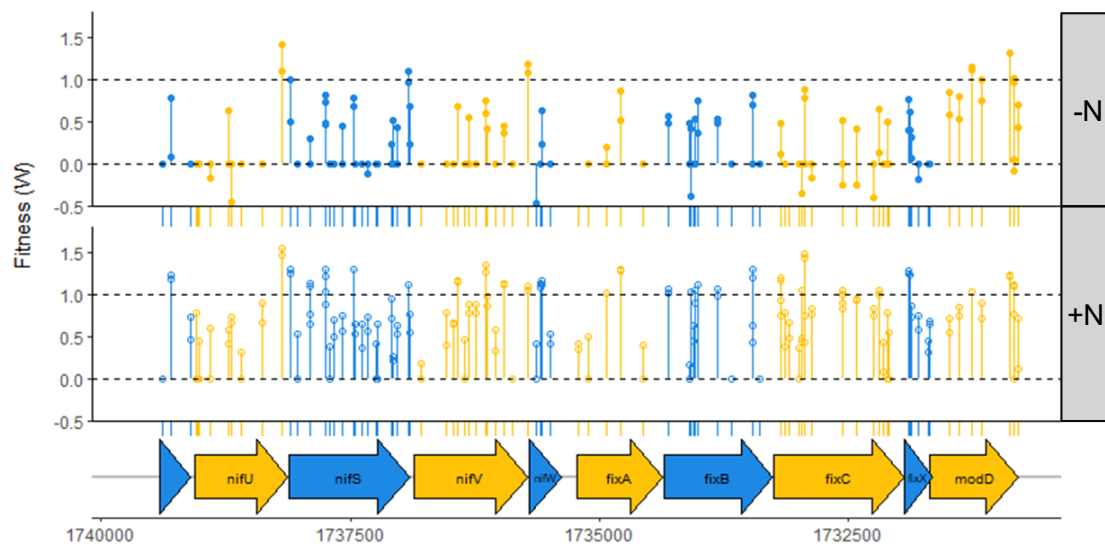 1.5
1.0
0.5
0.0
-0.5
-N
Fitness (W)
1.5
1.0
0.5
0.0
-0.5
+N
nifU
nifS
nifV
nifW
fixA
fixB
fixC
fixX
modD
1740000
1737500
1735000
1732500